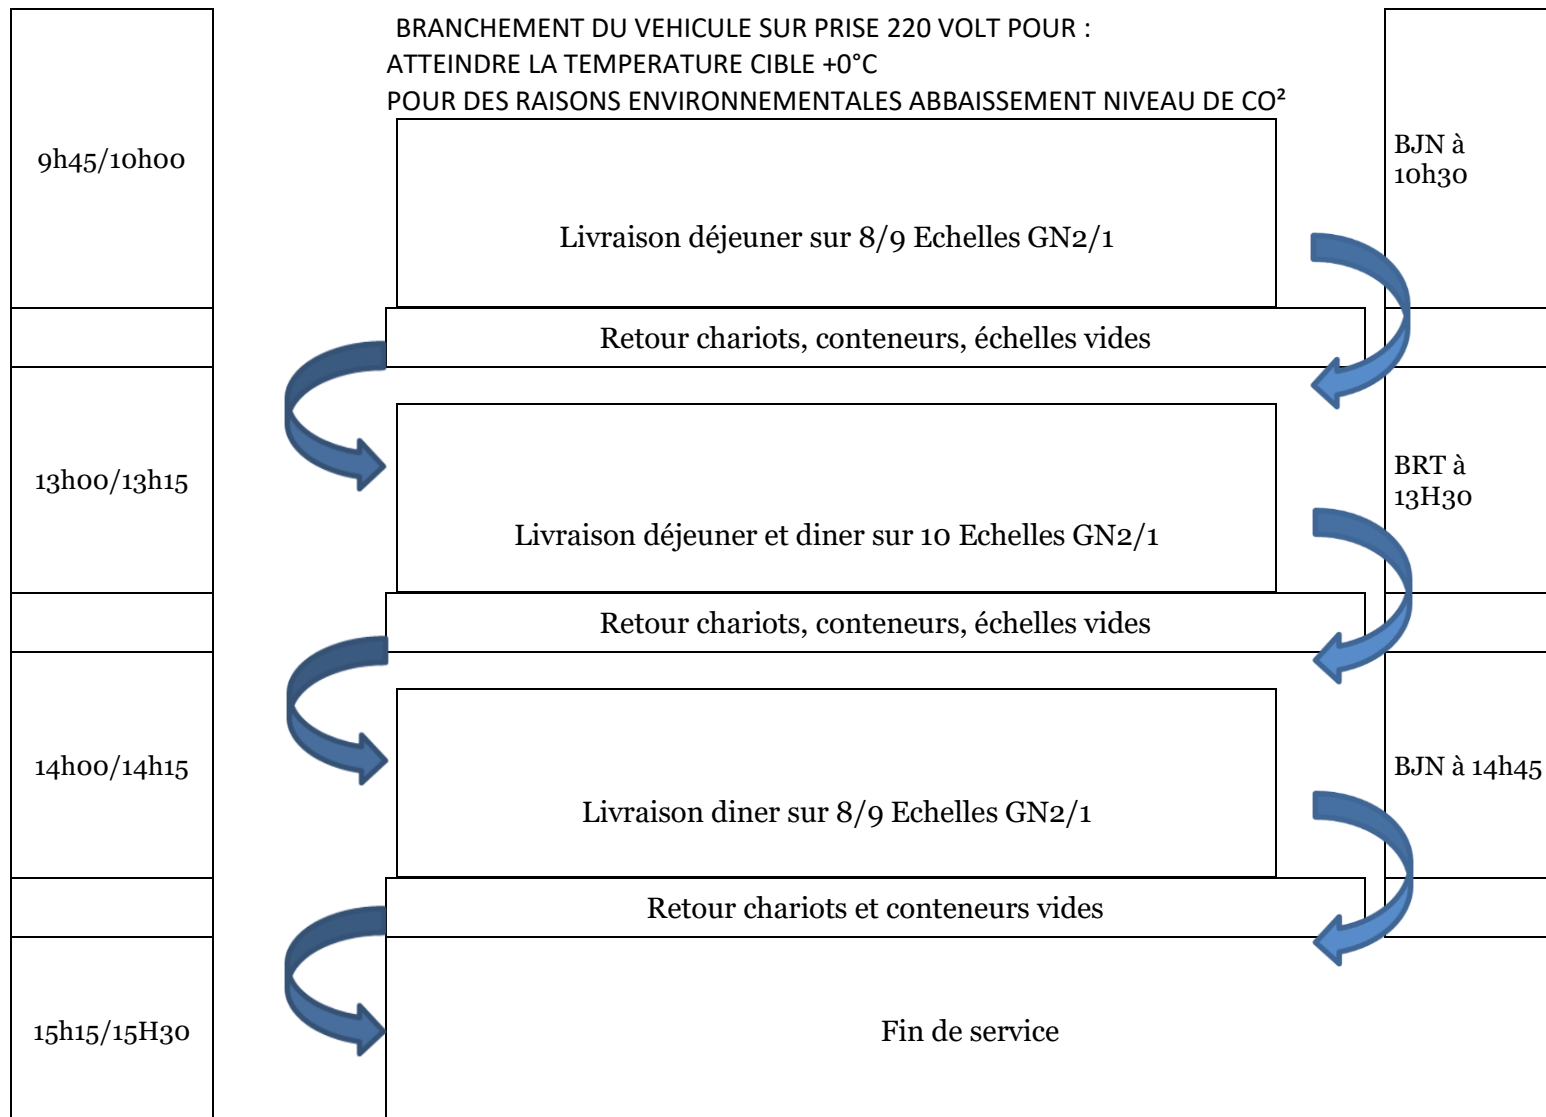 BRANCHEMENT DU VEHICULE SUR PRISE 220 VOLT POUR :
ATTEINDRE LA TEMPERATURE CIBLE +0°C
POUR DES RAISONS ENVIRONNEMENTALES ABBAISSEMENT NIVEAU DE CO²
9h45/10h00
Livraison déjeuner sur 8/9 Echelles GN2/1
BJN à
10h30
Retour chariots, conteneurs, échelles vides
13h00/13h15
Livraison déjeuner et diner sur 10 Echelles GN2/1
BRT à
13H30
Retour chariots, conteneurs, échelles vides
14h00/14h15
Livraison diner sur 8/9 Echelles GN2/1
BJN à 14h45
Retour chariots et conteneurs vides
15h15/15H30
Fin de service